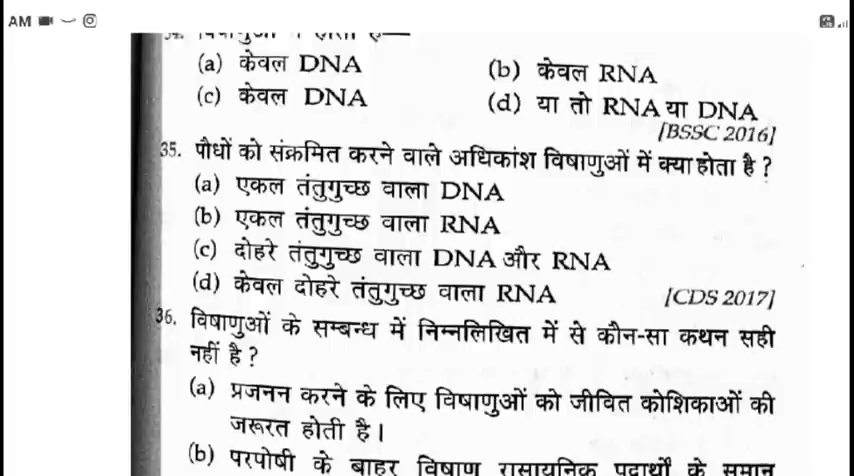 AM
(a) केवल DNA (b) केवल RNA
(c) केवल DNA (d) या तो RNA या DNA
[BSSC 2016]
35. पौधों को संक्रमित करने वाले अधिकांश विषाणुओं में क्या होता है ?
(a) एकल तंतुगुच्छ वाला DNA
(b) एकल तंतुगुच्छ वाला RNA
(c) दोहरे तंतुगुच्छ वाला DNA और RNA
(d) केवल दोहरे तंतुगुच्छ वाला RNA [CDS 2017]
36. विषाणुओं के सम्बन्ध में निम्नलिखित में से कौन-सा कथन सही
नहीं है ?
(a) प्रजनन करने के लिए विषाणुओं को जीवित कोशिकाओं की
जरूरत होती है।
(b) परपोषी के बाहर विषाणु रासायनिक पदार्थों के समान